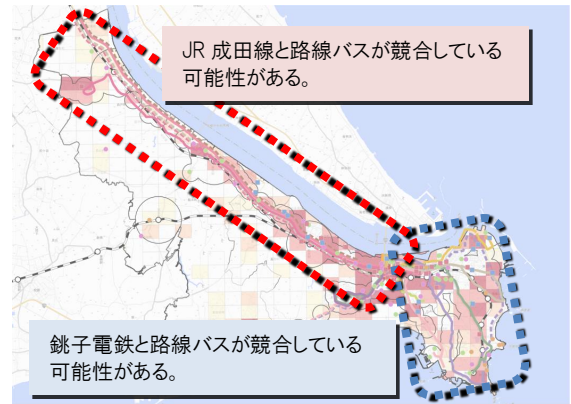 JR 成田線と路線バスが競合している
可能性がある。
銚子電鉄と路線バスが競合している
可能性がある。